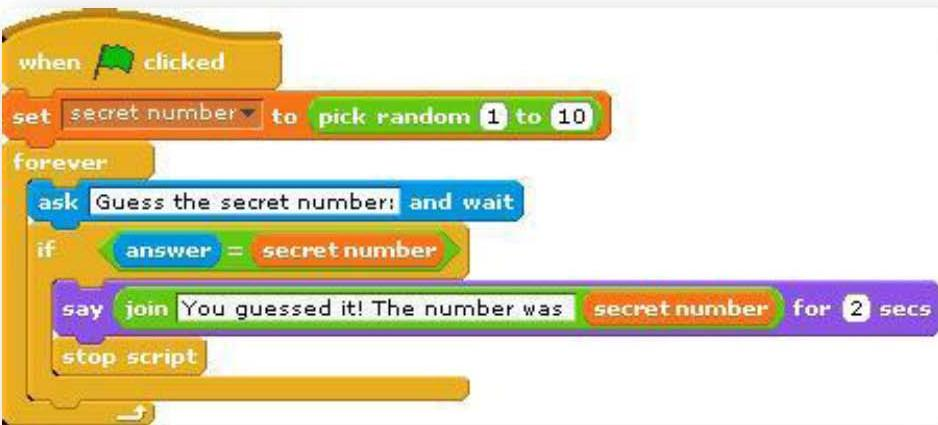 when clicked
set secret number to pick random 1 to 10
forever
ask Guess the secret number: and wait
if answer = secret number
say join You guessed it! The number was secret number for 2 secs
stop script